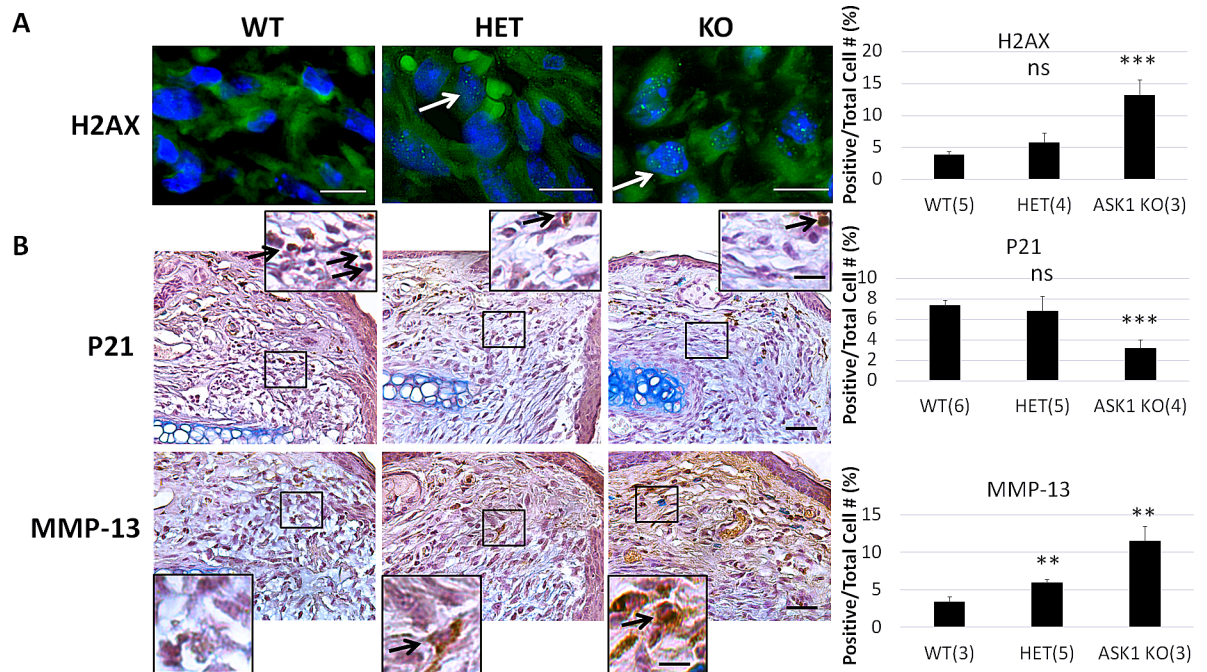 A
WT
HET
KO
H2AX
B
P21
MMP-13
H2AX
ns
***
Positive/Total Cell # (%)
20
15
10
5
0
WT(5)
HET(4)
ASK1 KO(3)
P21
ns
***
Positive/Total Cell # (%)
10
8
6
4
2
0
WT(6)
HET(5)
ASK1 KO(4)
MMP-13
**
**
Positive/Total Cell # (%)
15
10
5
0
WT(3)
HET(5)
ASK1 KO(3)